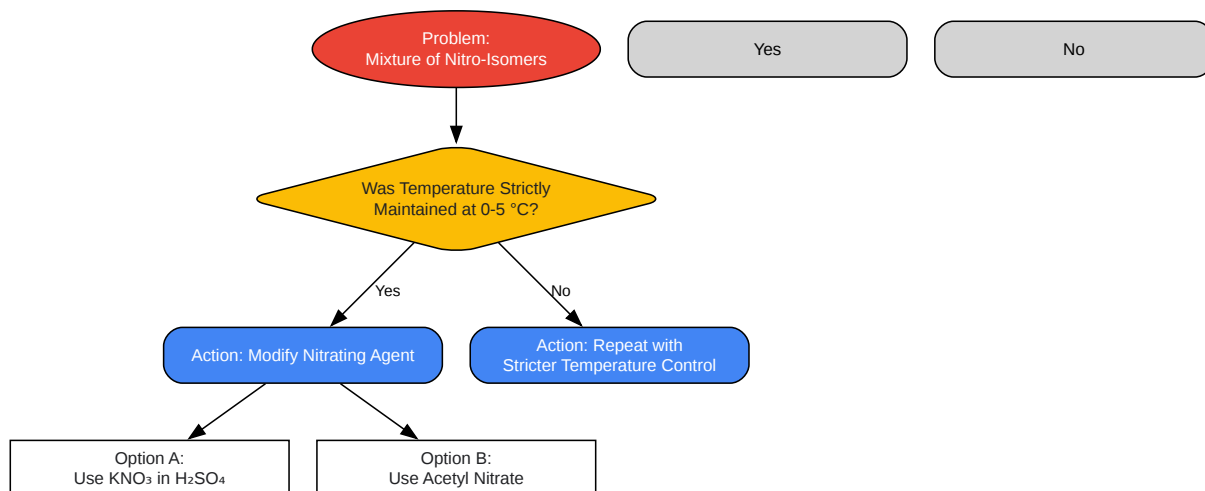 Problem:
Mixture of Nitro-Isomers
Yes
No
Was Temperature Strictly
Maintained at 0-5 °C?
Yes
No
Action: Modify Nitrating Agent
Action: Repeat with
Stricter Temperature Control
Option A:
Use KNO₃ in H₂SO₄
Option B:
Use Acetyl Nitrate